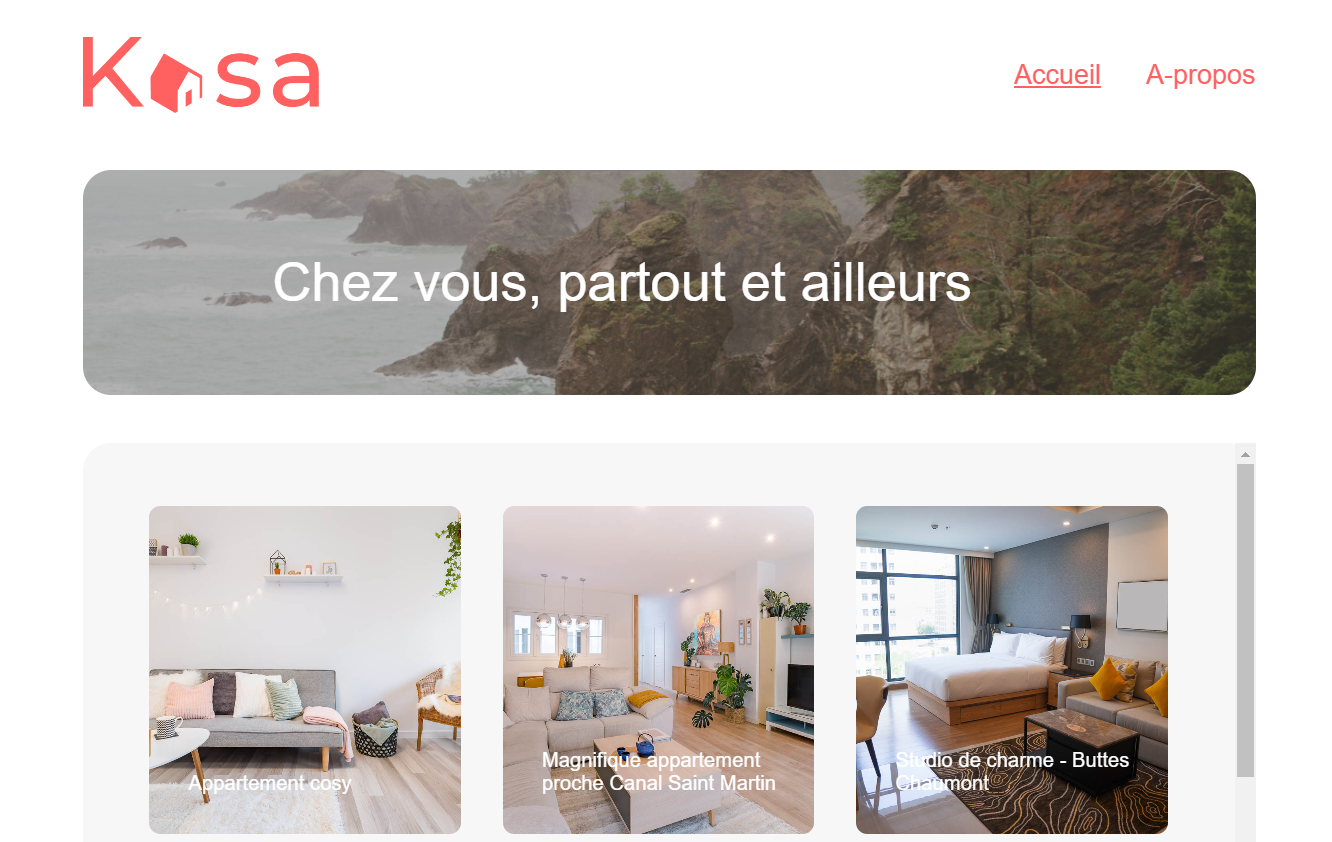 Kasa
Accueil A-propos
Chez vous, partout et ailleurs
Appartement cosy
Magnifique appartement
proche Canal Saint Martin
Studio de charme - Buttes
Chaumont